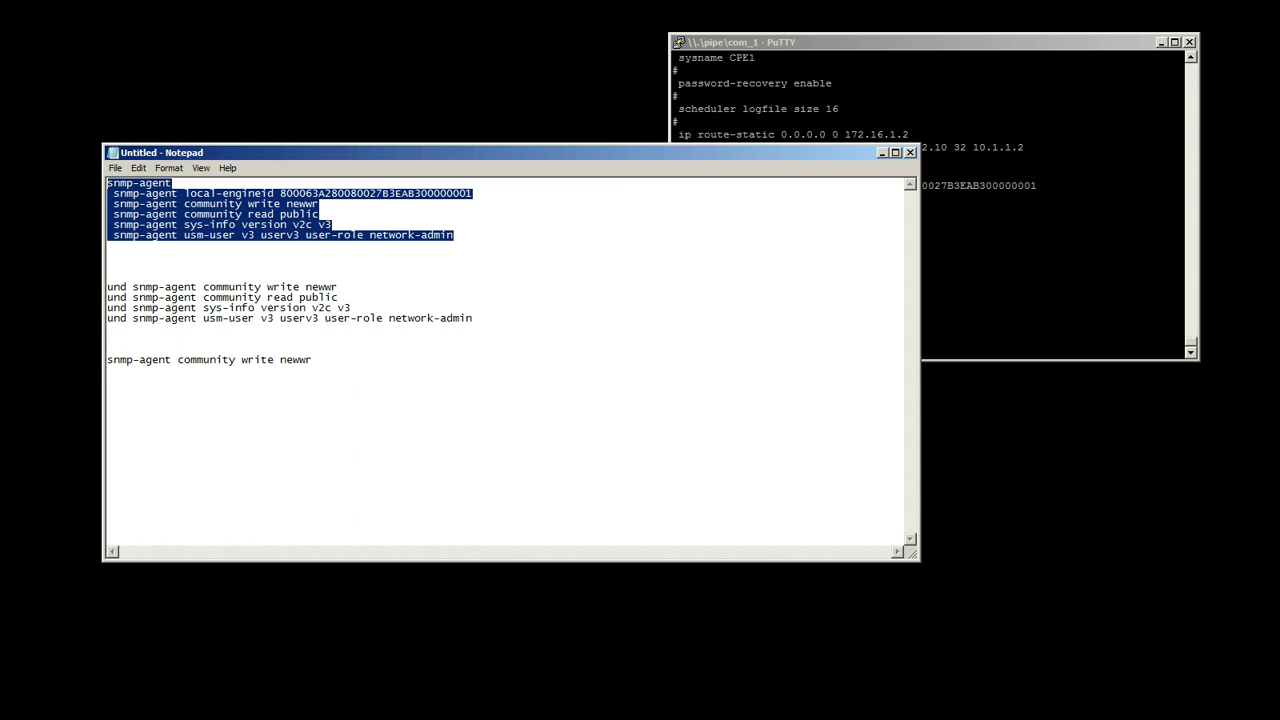 \\.\pipe\com_1 - PuTTY
sysname CPE1
#
password-recovery enable
#
scheduler logfile size 16
#
ip route-static 0.0.0.0 0 172.16.1.2
2.10 32 10.1.1.2
0027B3EAB300000001
Untitled - Notepad
File Edit Format View Help
snmp-agent
snmp-agent local-engineid 800063A280080027B3EAB300000001
snmp-agent community write newwr
snmp-agent community read public
snmp-agent sys-info version v2c v3
snmp-agent usm-user v3 userv3 user-role network-admin
und snmp-agent community write newwr
und snmp-agent community read public
und snmp-agent sys-info version v2c v3
und snmp-agent usm-user v3 userv3 user-role network-admin
snmp-agent community write newwr